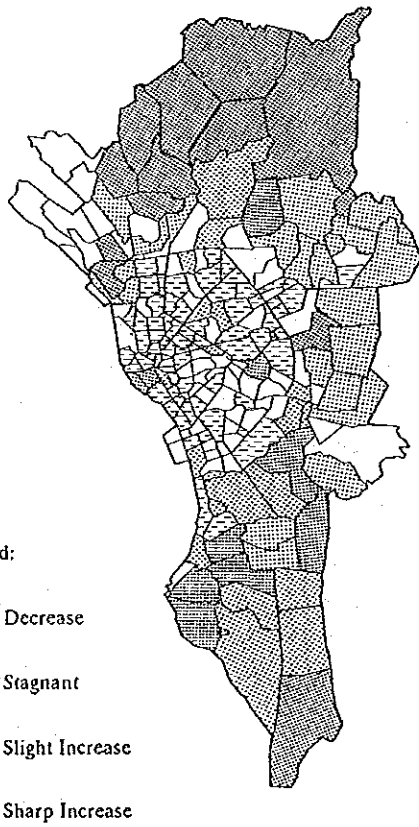 d:
Decrease
Stagnant
Slight Increase
Sharp Increase